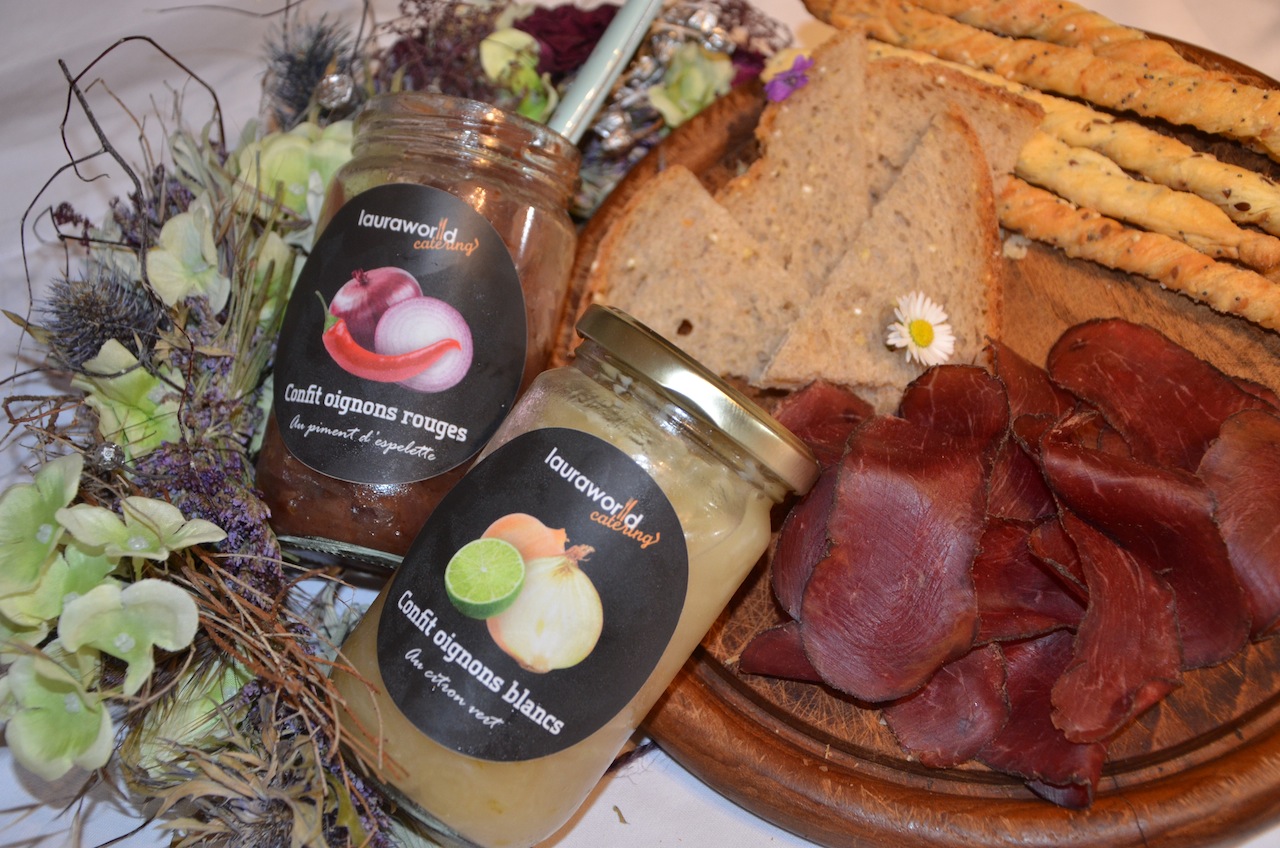 lauraworld
catering
Confit oignons rouges
Au piment d'espelette
lauraworld
catering
Confit oignons blancs
Au citron vert